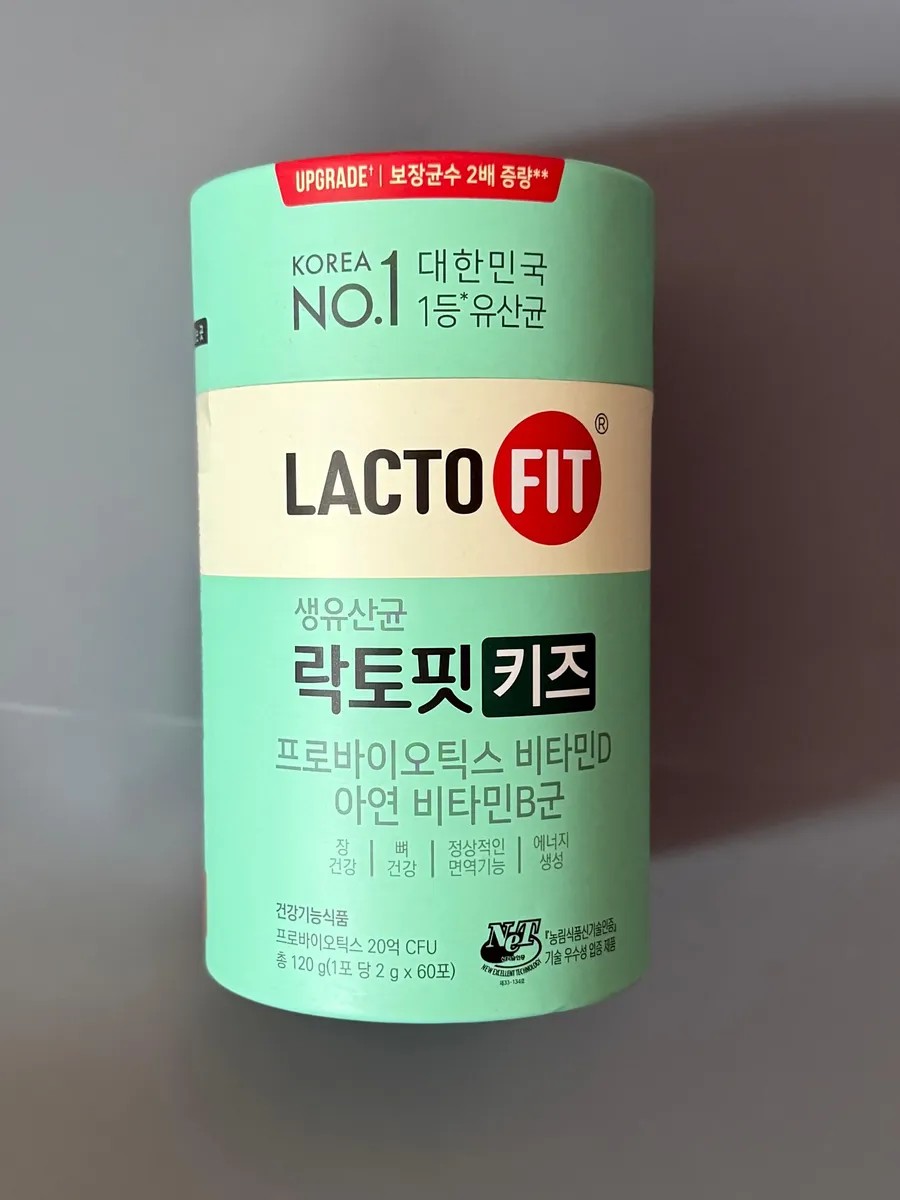 UPGRADE† | 보장균수 2배 증량**
KOREA
NO.1
대한민국
1등*유산균
LACTO FIT®
생유산균
락토핏 키즈
프로바이오틱스 비타민D
아연 비타민B군
장 건강 | 뼈 건강 | 정상적인 면역기능 | 에너지 생성
건강기능식품
프로바이오틱스 20억 CFU
총 120 g(1포 당 2 g x 60포)
NeT
NEW EXCELLENT TECHNOLOGY
『농림식품신기술인증』
기술 우수성 입증 제품